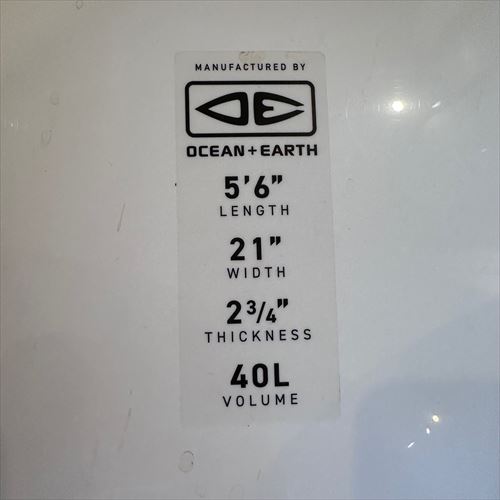 MANUFACTURED BY
OCEAN+EARTH
5'6"
LENGTH
21"
WIDTH
2 3/4"
THICKNESS
40L
VOLUME